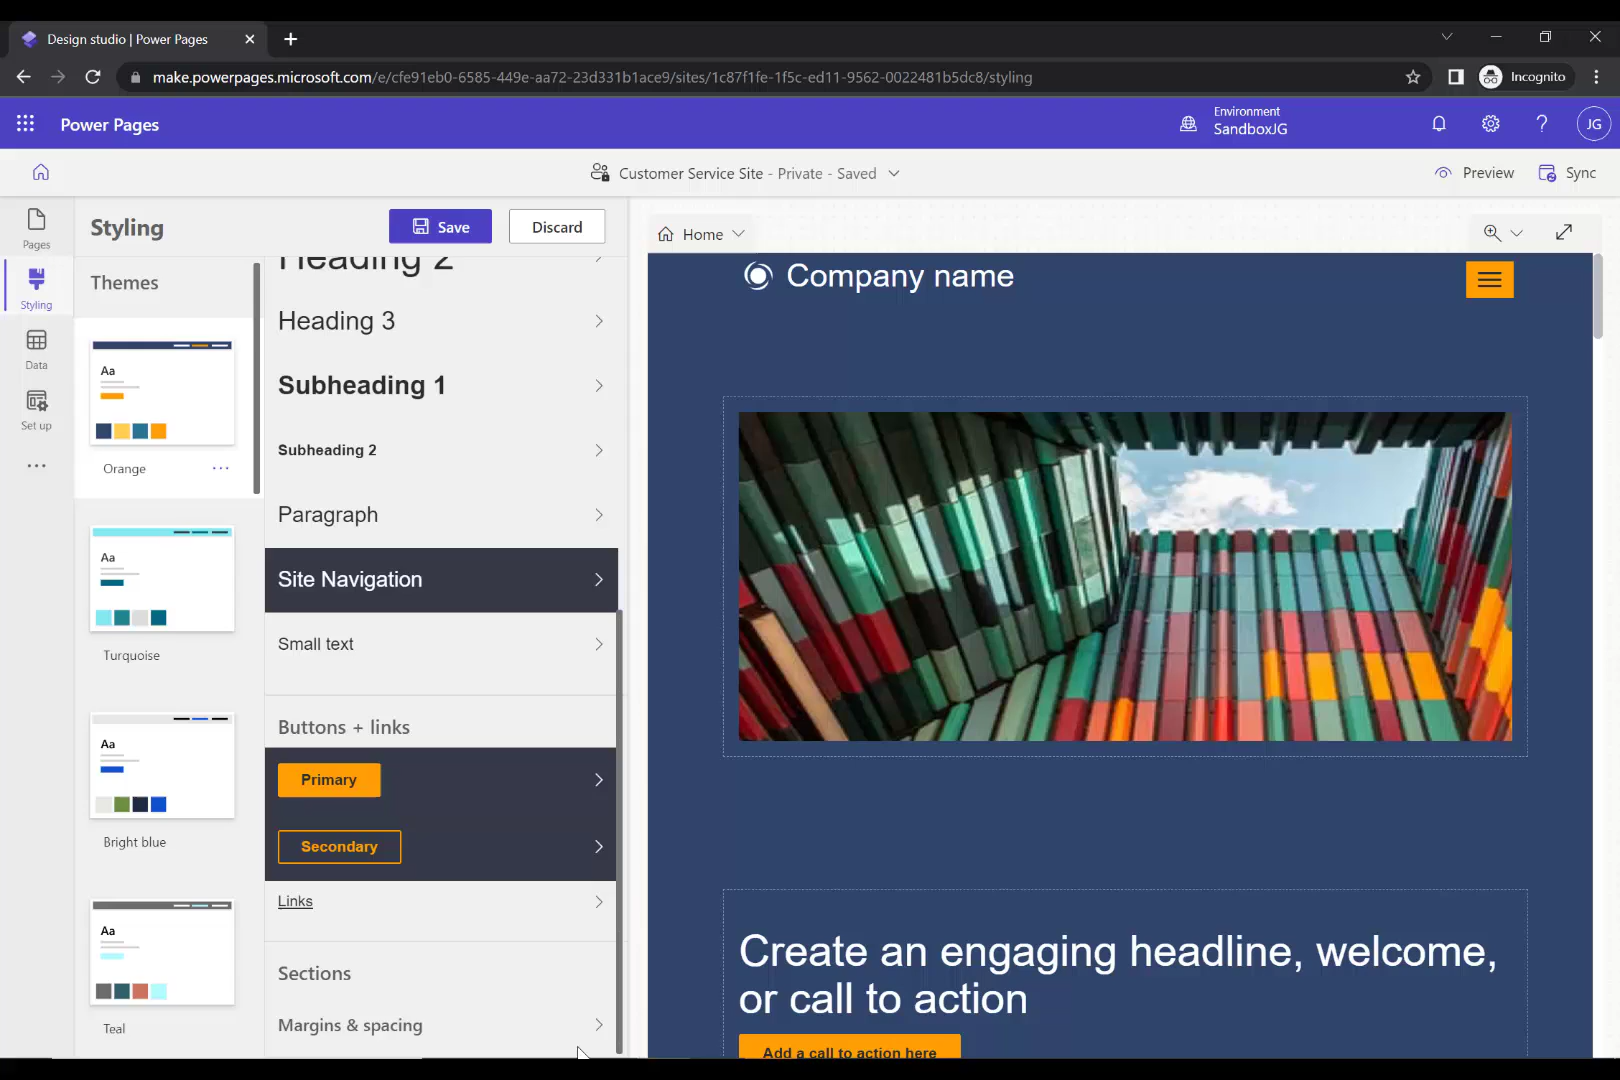 Design studio | Power Pages
make.powerpages.microsoft.com/e/cfe91eb0-6585-449e-aa72-23d331b1ace9/sites/1c87f1fe-1f5c-ed11-9562-0022481b5dc8/styling
Incognito
Power Pages
Environment
SandboxJG
JG
Customer Service Site - Private - Saved
Preview
Sync
Pages
Styling
Data
Set up
Styling
Save
Discard
Themes
Aa
Orange
Aa
Turquoise
Aa
Bright blue
Aa
Teal
Heading 2
Heading 3
Subheading 1
Subheading 2
Paragraph
Site Navigation
Small text
Buttons + links
Primary
Secondary
Links
Sections
Margins & spacing
Home
Company name
Create an engaging headline, welcome,
or call to action
Add a call to action here